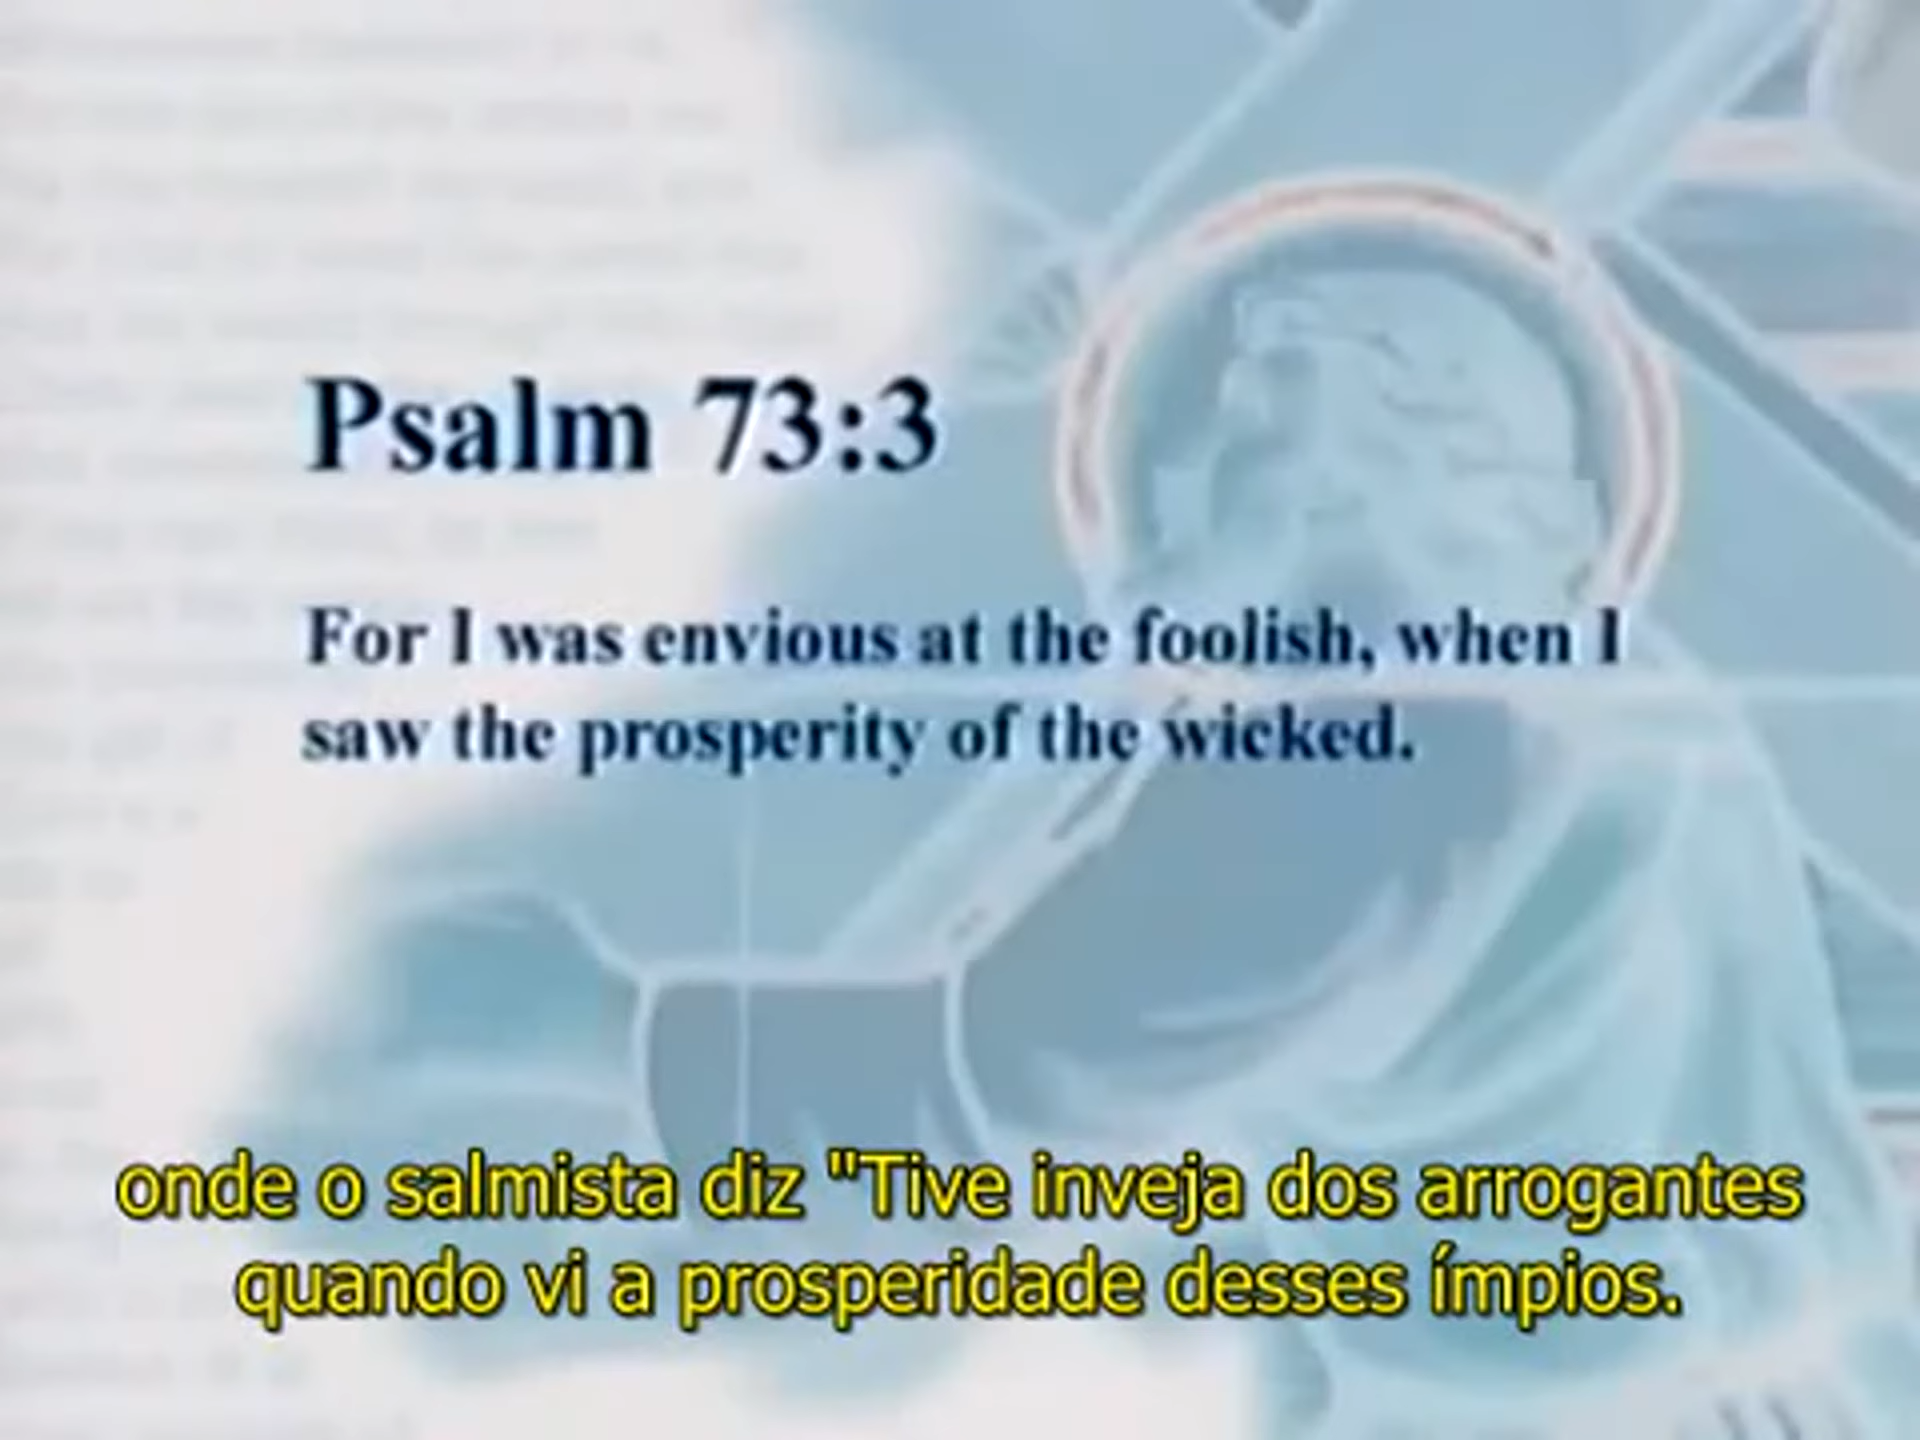 Psalm 73:3
For I was envious at the foolish, when I
saw the prosperity of the wicked.
onde o salmista diz "Tive inveja dos arrogantes
quando vi a prosperidade desses ímpios.